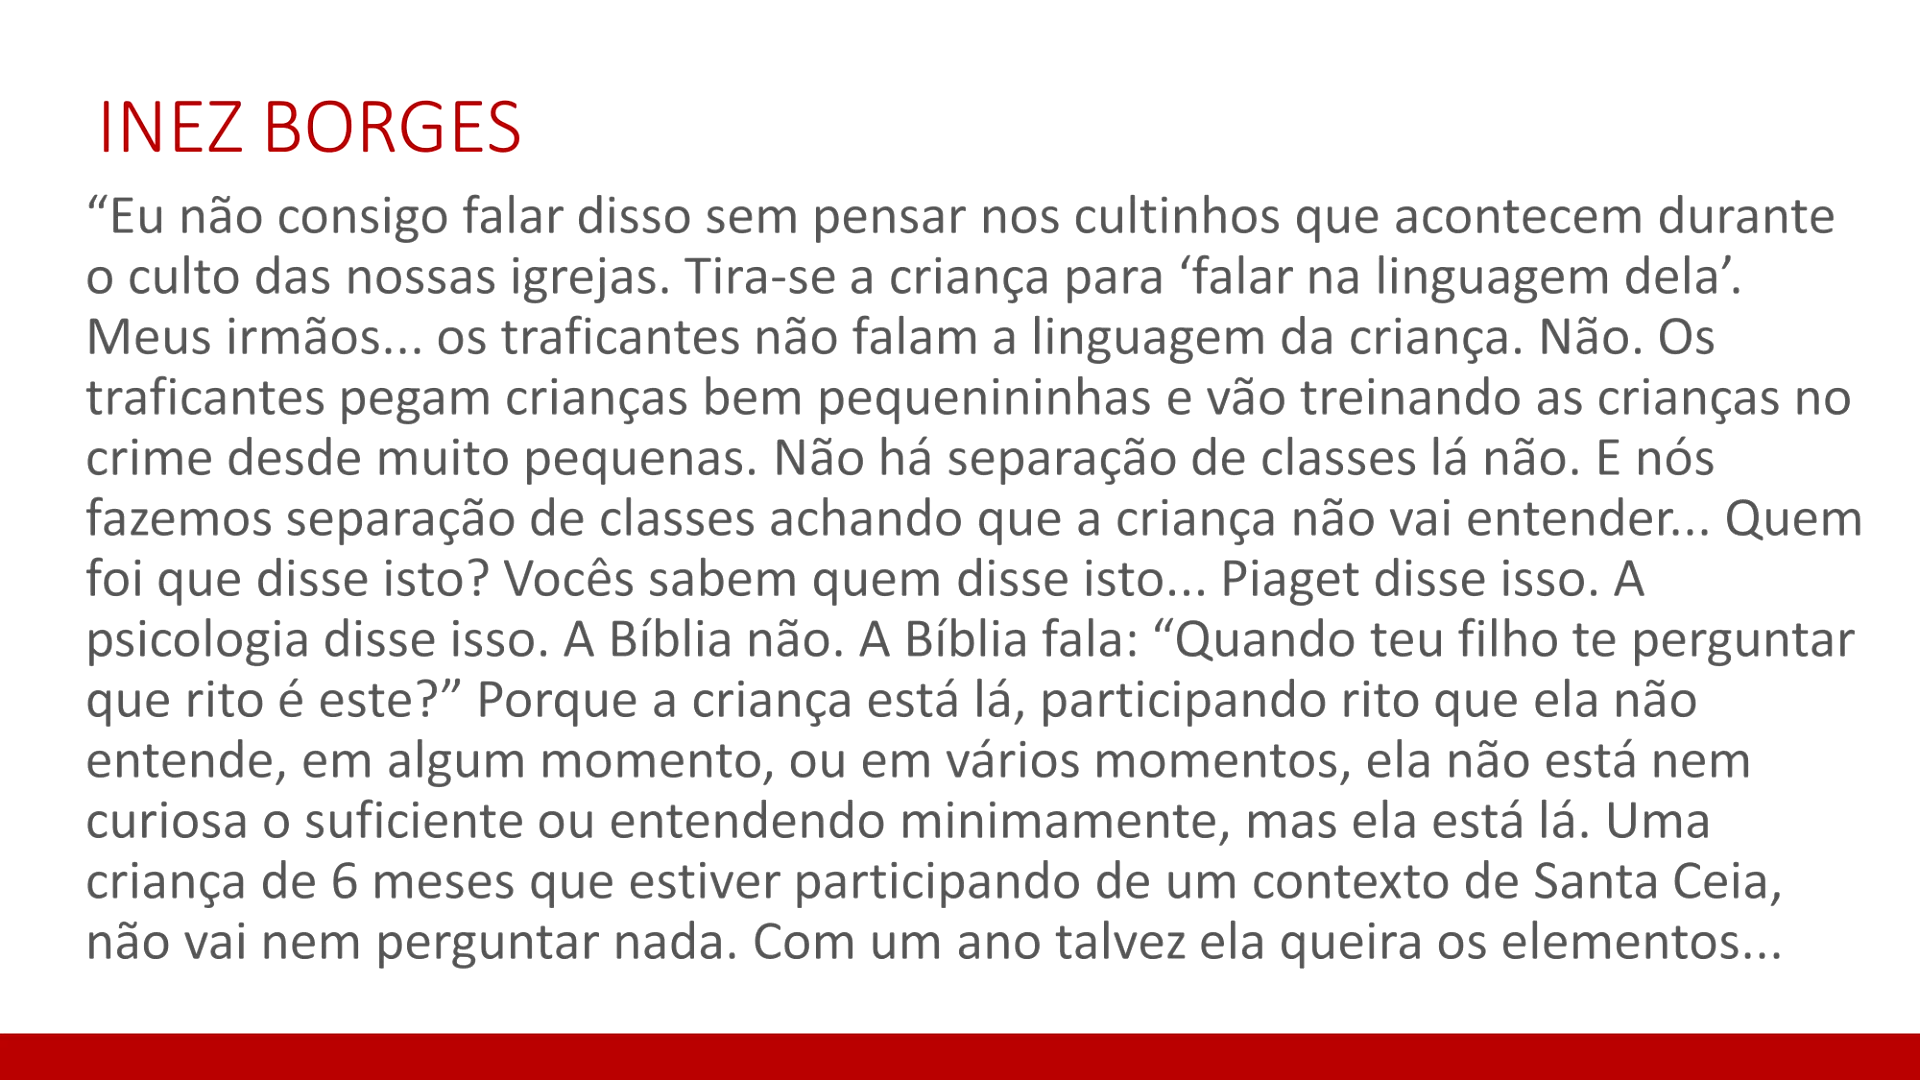 INEZ BORGES
“Eu não consigo falar disso sem pensar nos cultinhos que acontecem durante
o culto das nossas igrejas. Tira-se a criança para ‘falar na linguagem dela’.
Meus irmãos... os traficantes não falam a linguagem da criança. Não. Os
traficantes pegam crianças bem pequenininhas e vão treinando as crianças no
crime desde muito pequenas. Não há separação de classes lá não. E nós
fazemos separação de classes achando que a criança não vai entender... Quem
foi que disse isto? Vocês sabem quem disse isto... Piaget disse isso. A
psicologia disse isso. A Bíblia não. A Bíblia fala: “Quando teu filho te perguntar
que rito é este?” Porque a criança está lá, participando rito que ela não
entende, em algum momento, ou em vários momentos, ela não está nem
curiosa o suficiente ou entendendo minimamente, mas ela está lá. Uma
criança de 6 meses que estiver participando de um contexto de Santa Ceia,
não vai nem perguntar nada. Com um ano talvez ela queira os elementos...